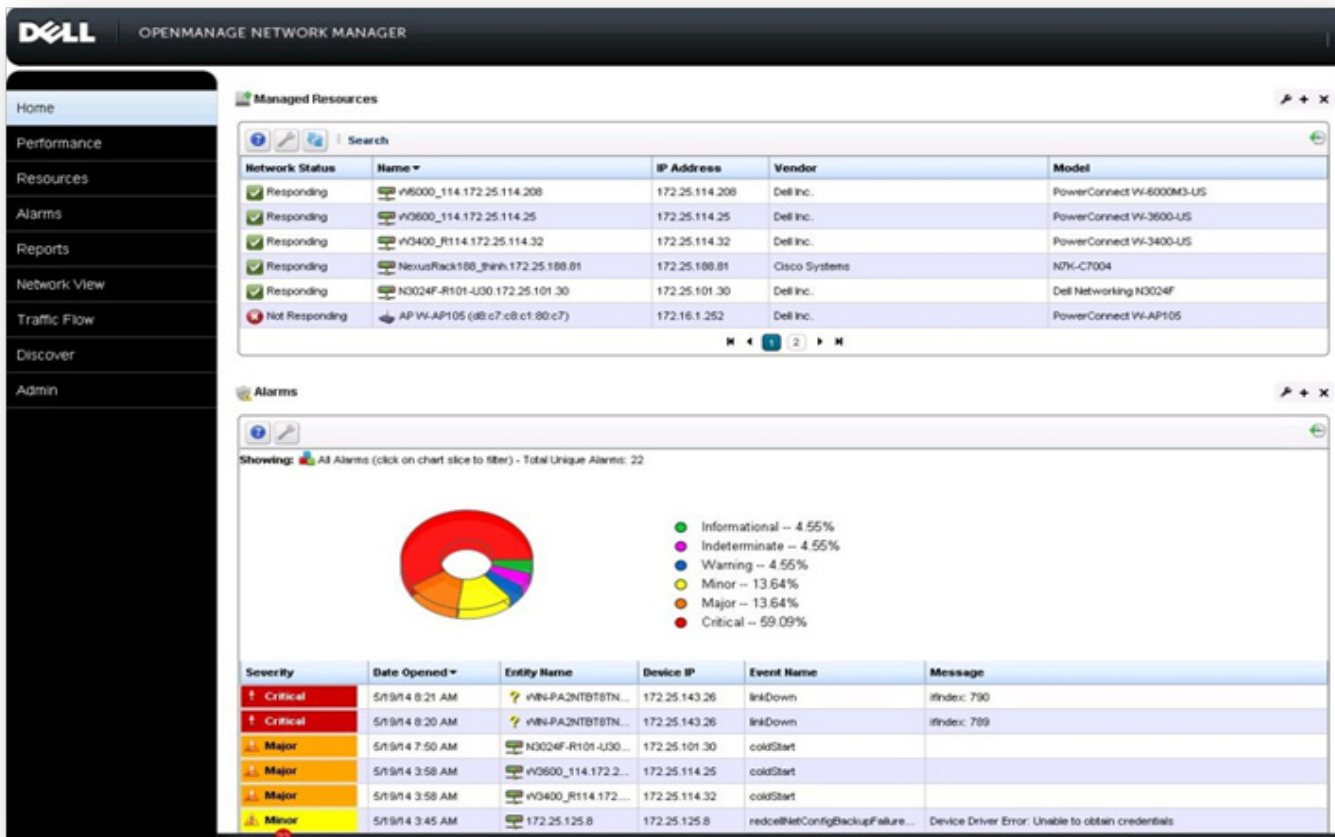 DELL OPENMANAGE NETWORK MANAGER
Home
Performance
Resources
Alarms
Reports
Network View
Traffic Flow
Discover
Admin
Managed Resources
Search
Network Status Name IP Address Vendor Model
Responding W6000_114.172.25.114.208 172.25.114.208 Dell Inc. PowerConnect W-6000M3-US
Responding W3600_114.172.25.114.25 172.25.114.25 Dell Inc. PowerConnect W-3600-US
Responding W3400_R114.172.25.114.32 172.25.114.32 Dell Inc. PowerConnect W-3400-US
Responding NexusRack188_thinh.172.25.188.81 172.25.188.81 Cisco Systems N7K-C7004
Responding N3024F-R101-U30.172.25.101.30 172.25.101.30 Dell Inc. Dell Networking N3024F
Not Responding AP W-AP105 (d8:c7:c8:c1:80:c7) 172.16.1.252 Dell Inc. PowerConnect W-AP105
1 2
Alarms
Showing: All Alarms (click on chart slice to filter) - Total Unique Alarms: 22
Informational -- 4.55%
Indeterminate -- 4.55%
Warning -- 4.55%
Minor -- 13.64%
Major -- 13.64%
Critical -- 59.09%
Severity Date Opened Entity Name Device IP Event Name Message
Critical 5/19/14 8:21 AM WIN-PA2NTBT8TN... 172.25.143.26 linkDown ifIndex: 790
Critical 5/19/14 8:20 AM WIN-PA2NTBT8TN... 172.25.143.26 linkDown ifIndex: 789
Major 5/19/14 7:50 AM N3024F-R101-U30... 172.25.101.30 coldStart
Major 5/19/14 3:58 AM W3600_114.172.2... 172.25.114.25 coldStart
Major 5/19/14 3:58 AM W3400_R114.172.... 172.25.114.32 coldStart
Minor 5/19/14 3:45 AM 172.25.125.8 172.25.125.8 redcellNetConfigBackupFailure... Device Driver Error: Unable to obtain credentials